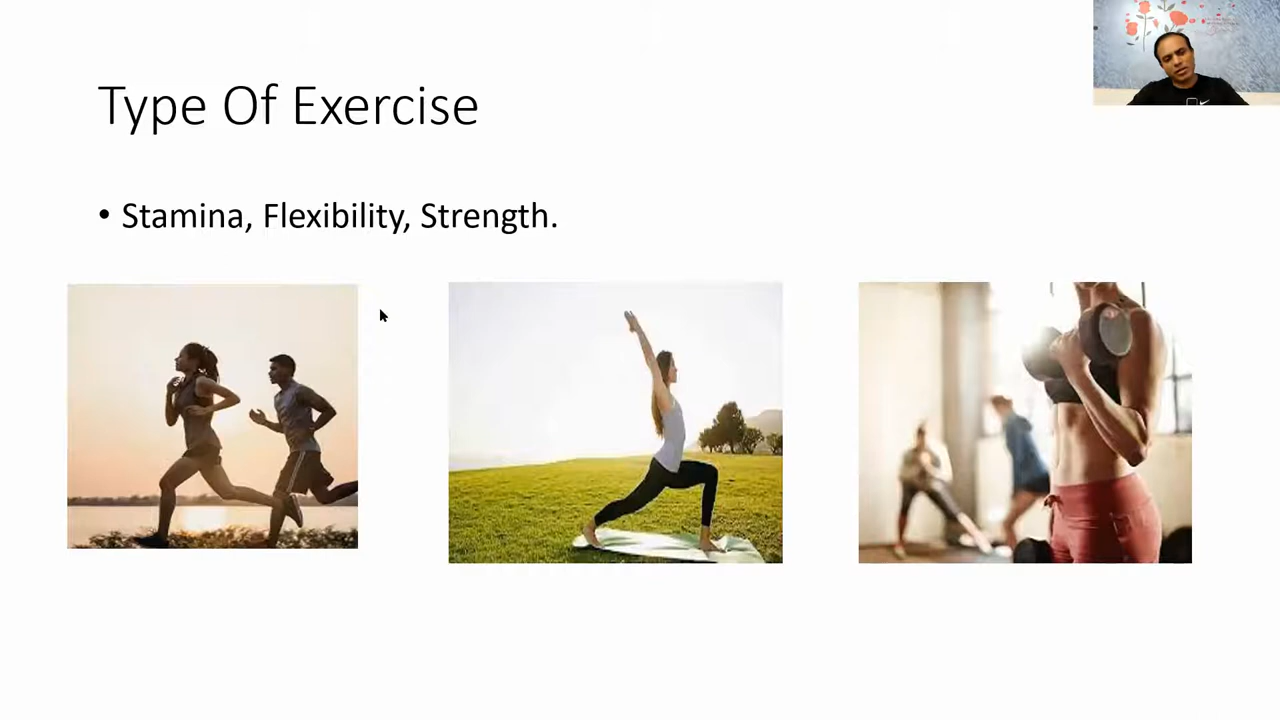 Type Of Exercise
• Stamina, Flexibility, Strength.